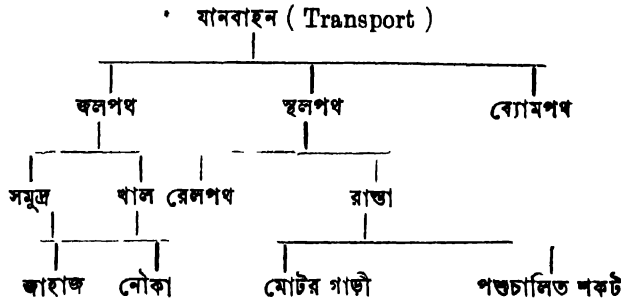 যানবাহন ( Transport )
জলপথ স্থলপথ ব্যোমপথ
সমুদ্র খাল রেলপথ রাস্তা
জাহাজ নৌকা মোটর গাড়ী পশুচালিত শকট